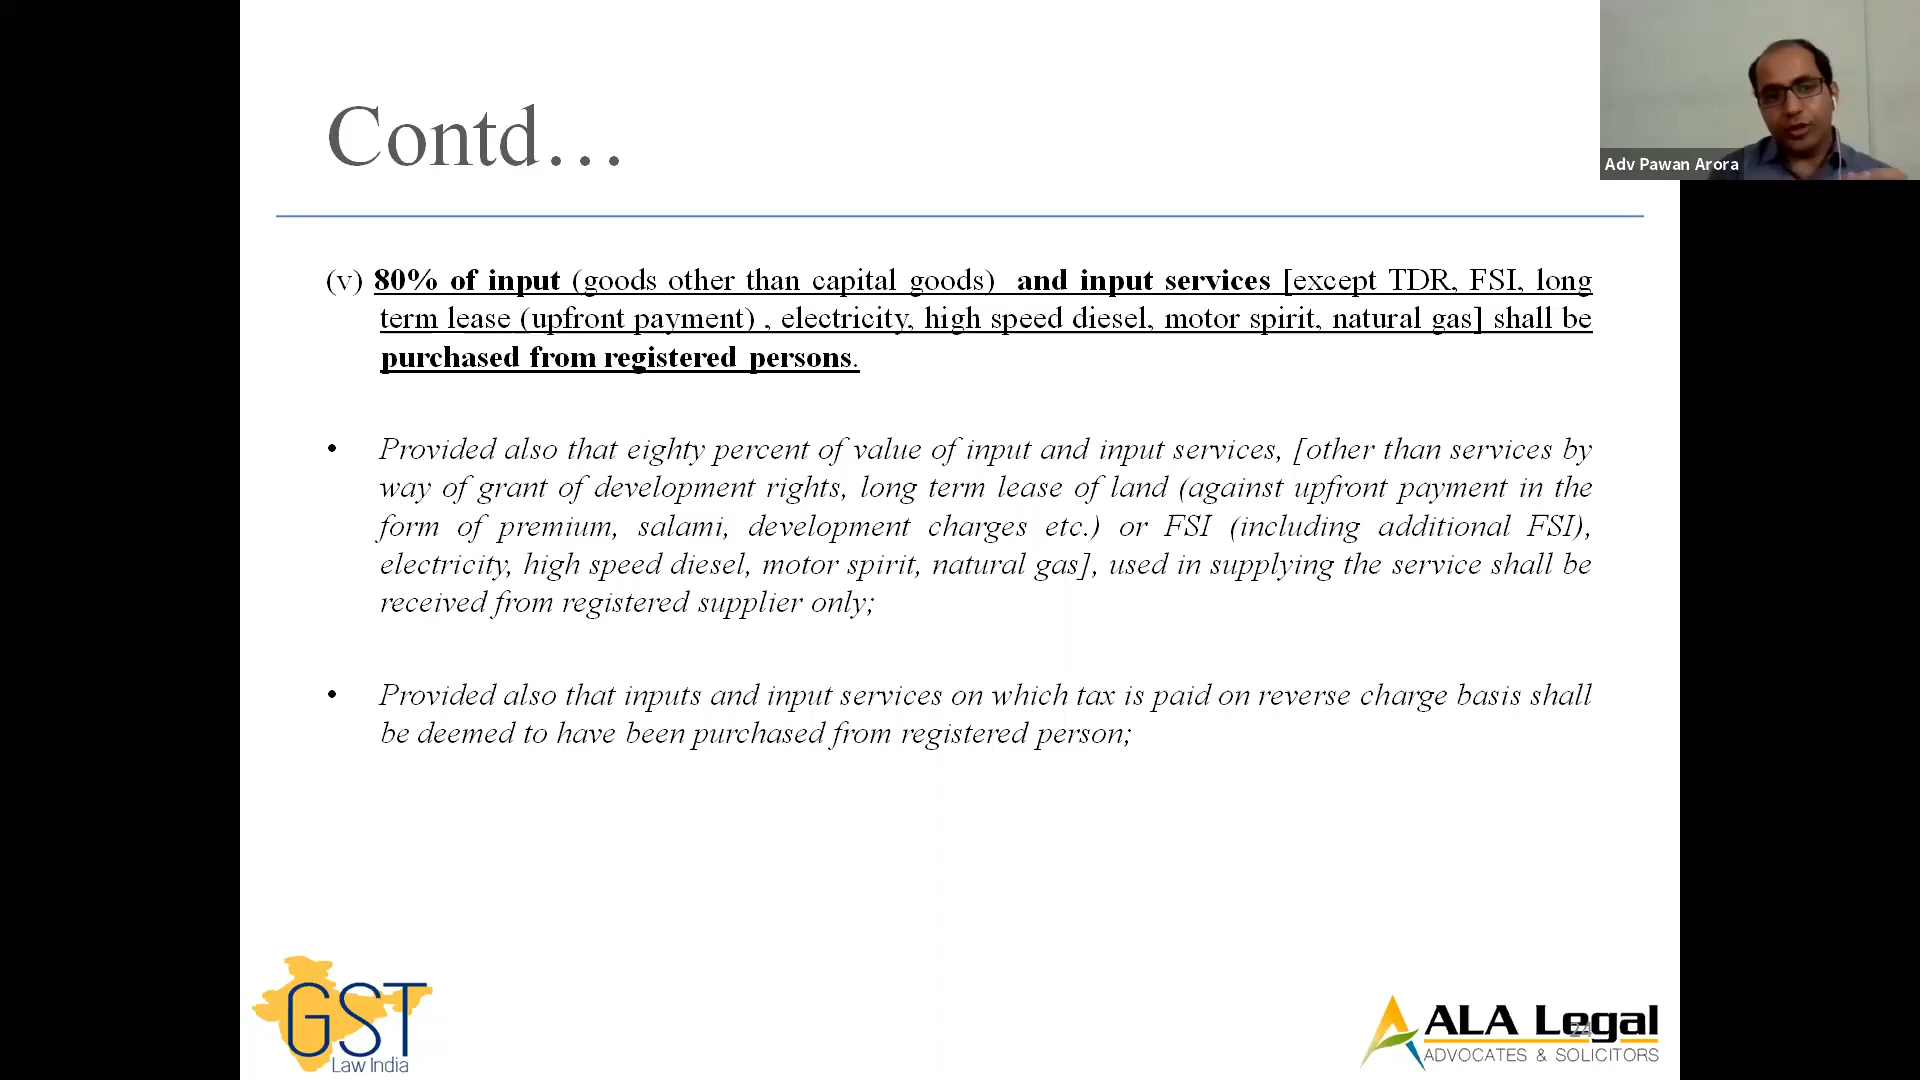 Contd…
Adv Pawan Arora
(v) 80% of input (goods other than capital goods) and input services [except TDR, FSI, long
term lease (upfront payment) , electricity, high speed diesel, motor spirit, natural gas] shall be
purchased from registered persons.
• Provided also that eighty percent of value of input and input services, [other than services by
way of grant of development rights, long term lease of land (against upfront payment in the
form of premium, salami, development charges etc.) or FSI (including additional FSI),
electricity, high speed diesel, motor spirit, natural gas], used in supplying the service shall be
received from registered supplier only;
• Provided also that inputs and input services on which tax is paid on reverse charge basis shall
be deemed to have been purchased from registered person;
GST
Law India
ALA Legal
24
ADVOCATES & SOLICITORS